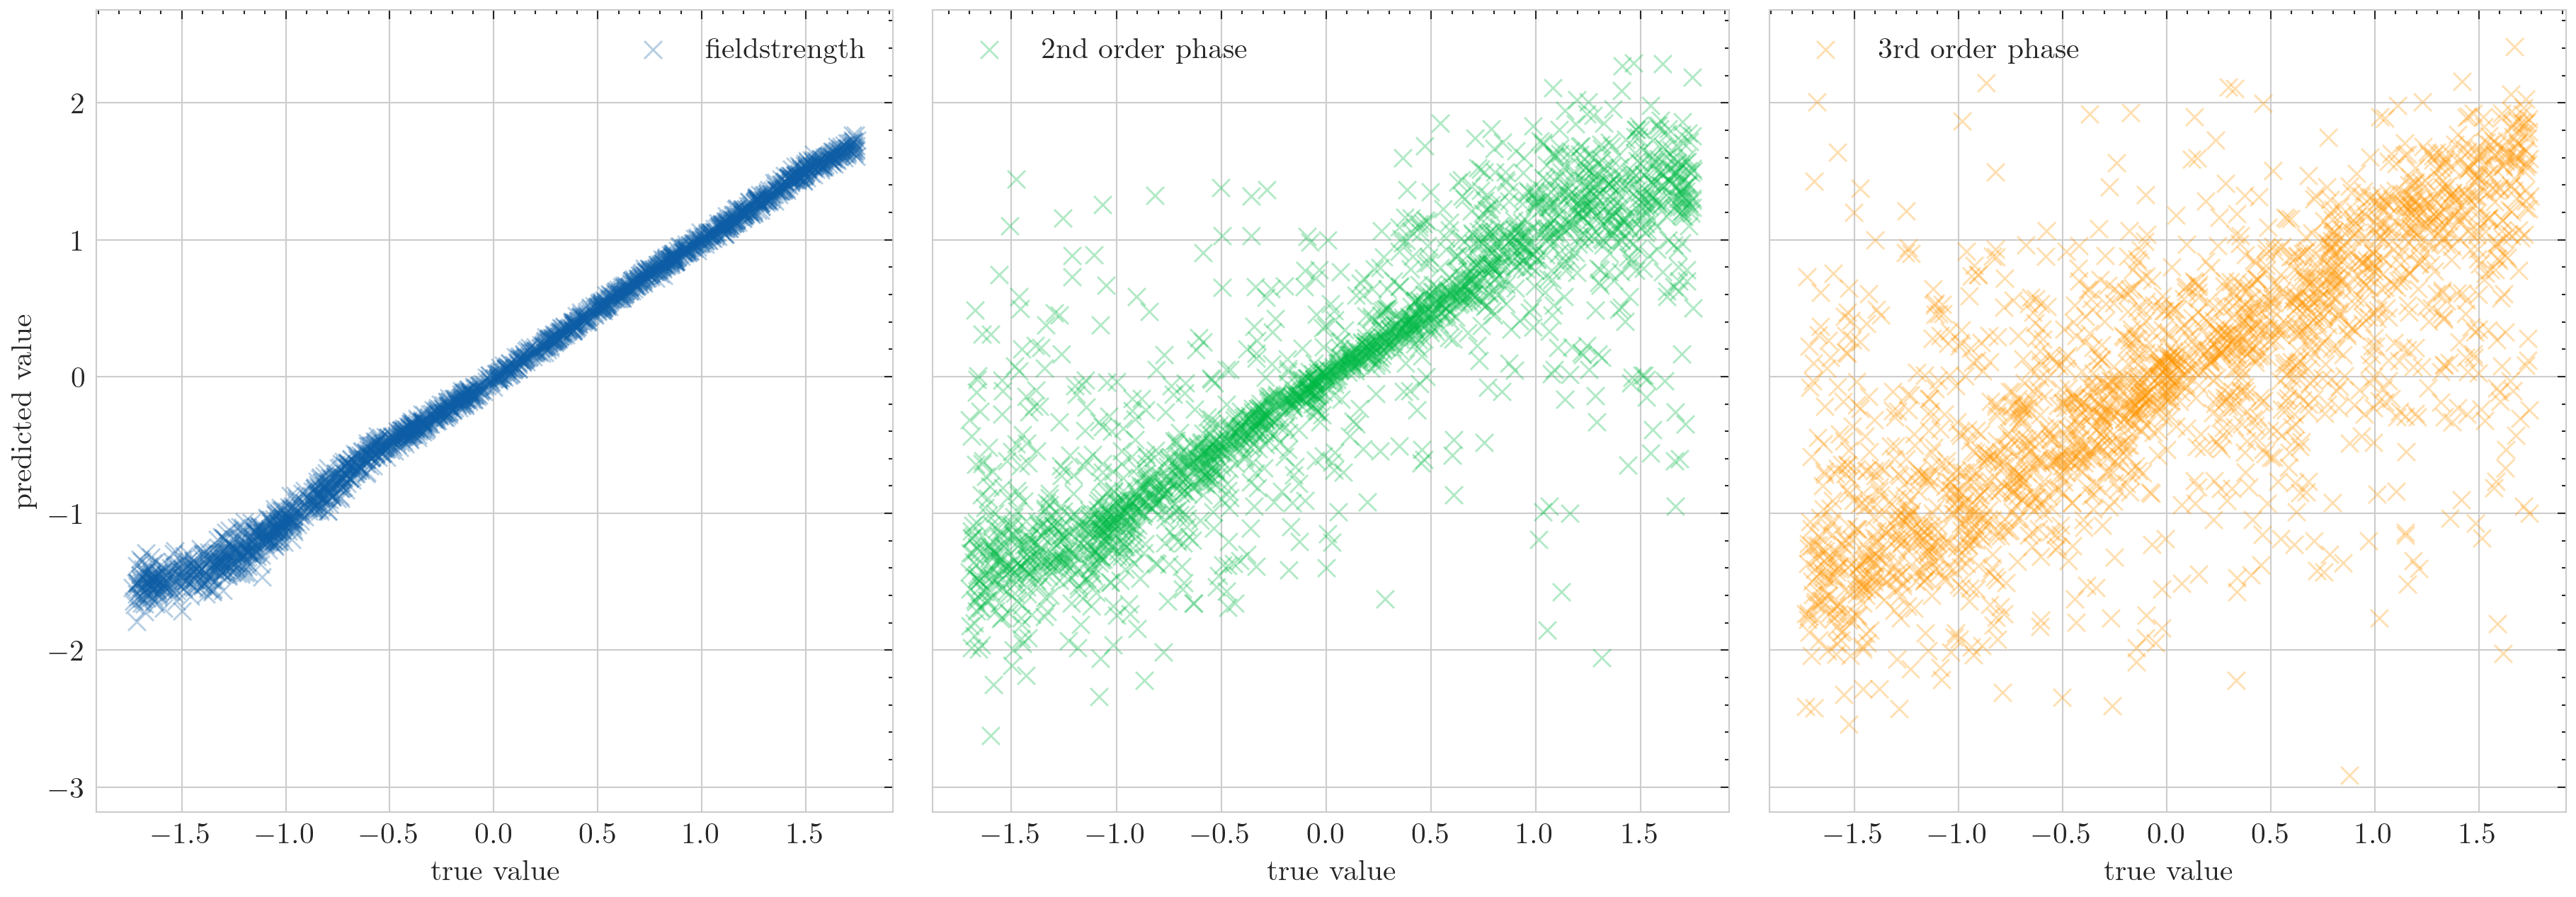 fieldstrength
2nd order phase
3rd order phase
predicted value
2
1
0
−1
−2
−3
−1.5 −1.0 −0.5 0.0 0.5 1.0 1.5
−1.5 −1.0 −0.5 0.0 0.5 1.0 1.5
−1.5 −1.0 −0.5 0.0 0.5 1.0 1.5
true value
true value
true value